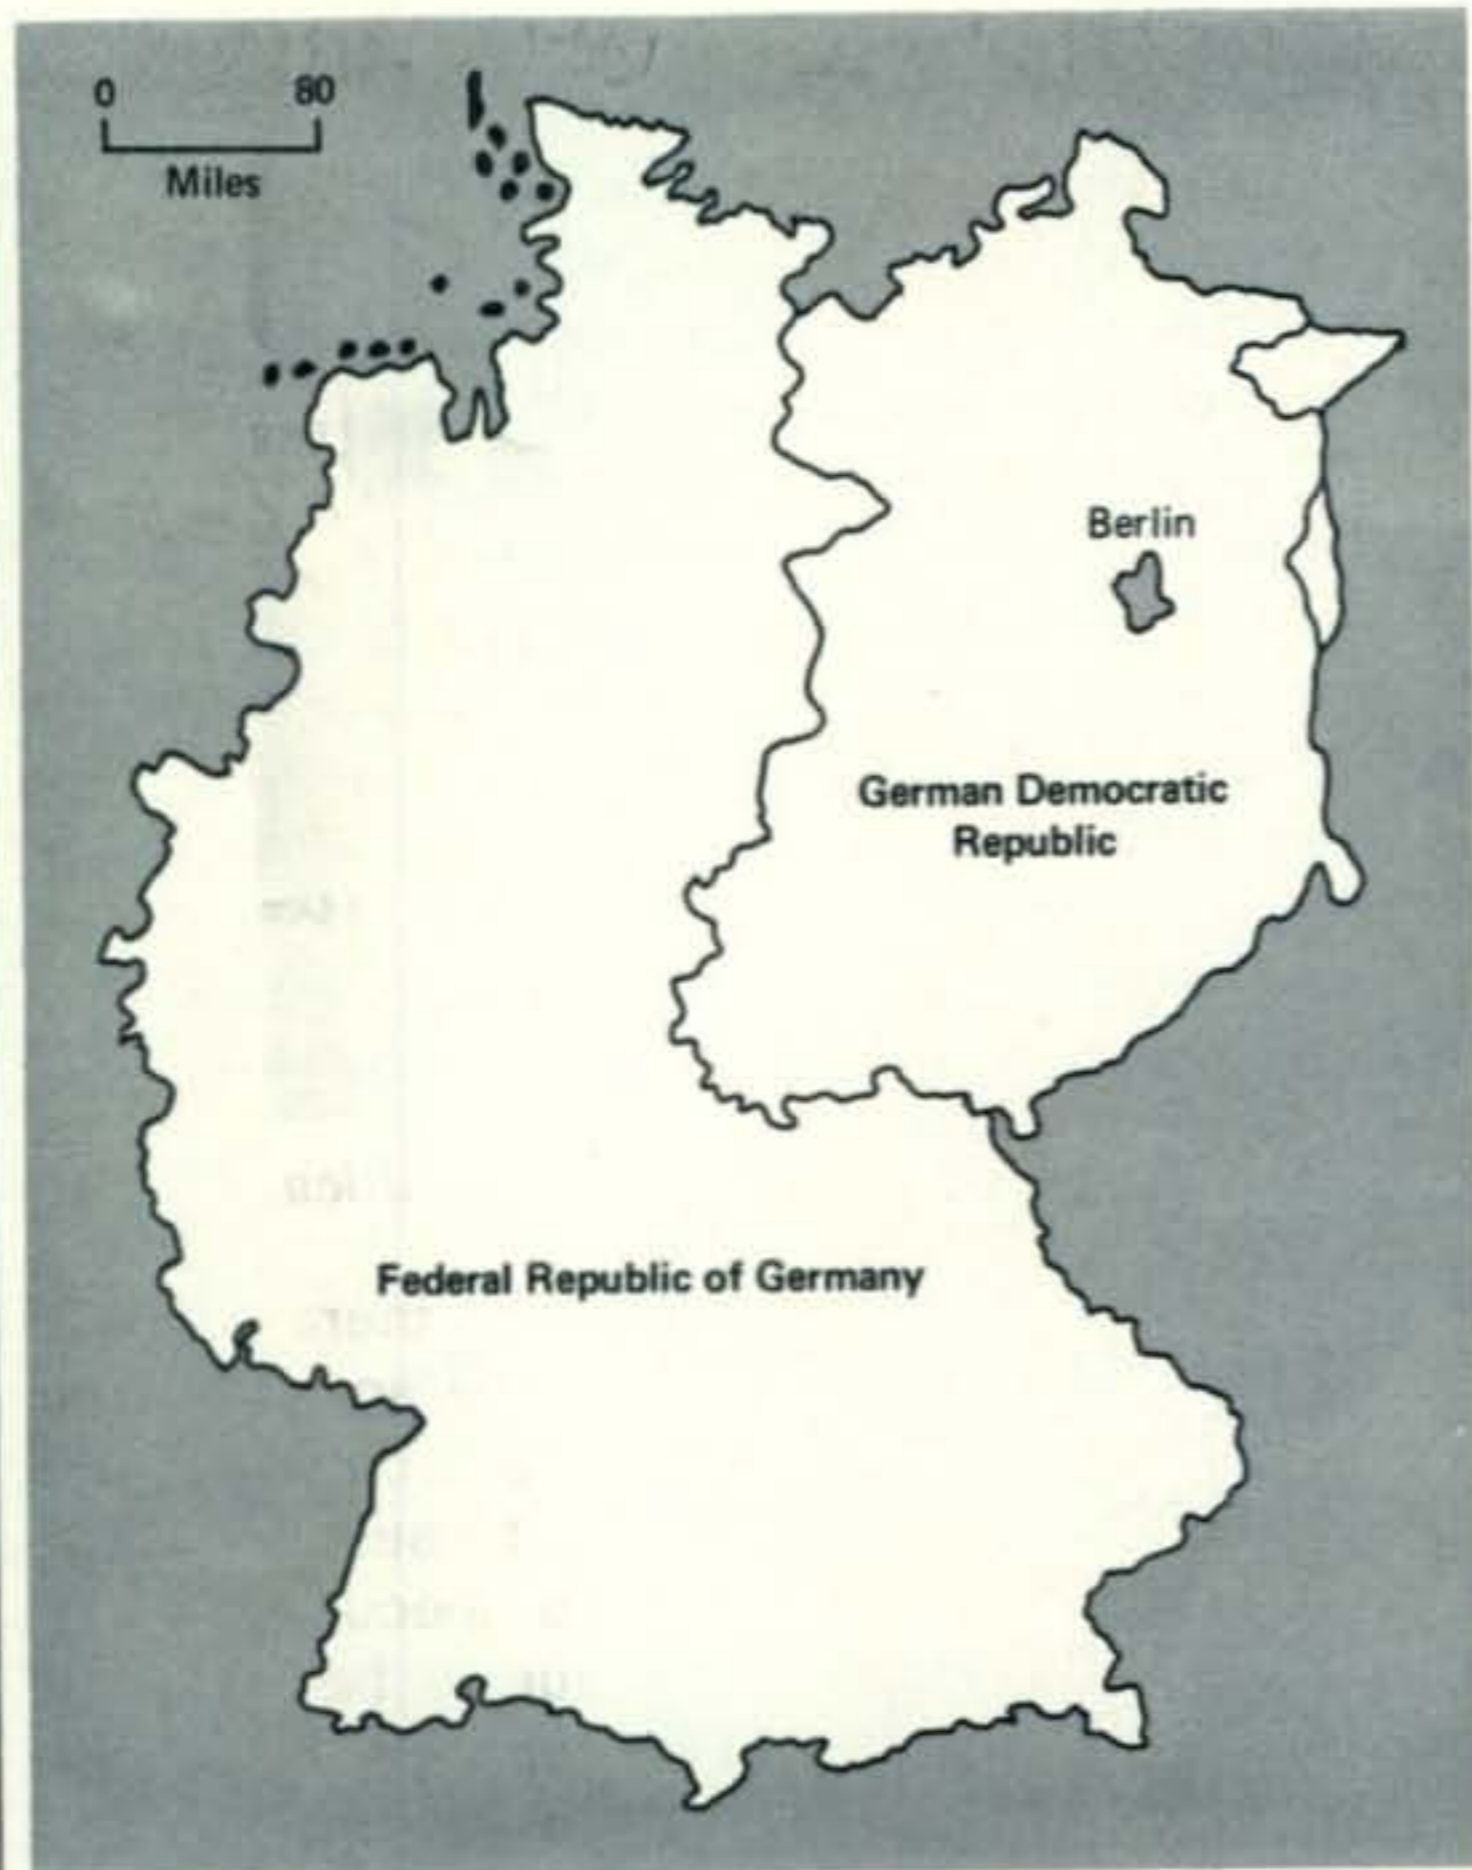 0 80
Miles
Berlin
German Democratic
Republic
Federal Republic of Germany